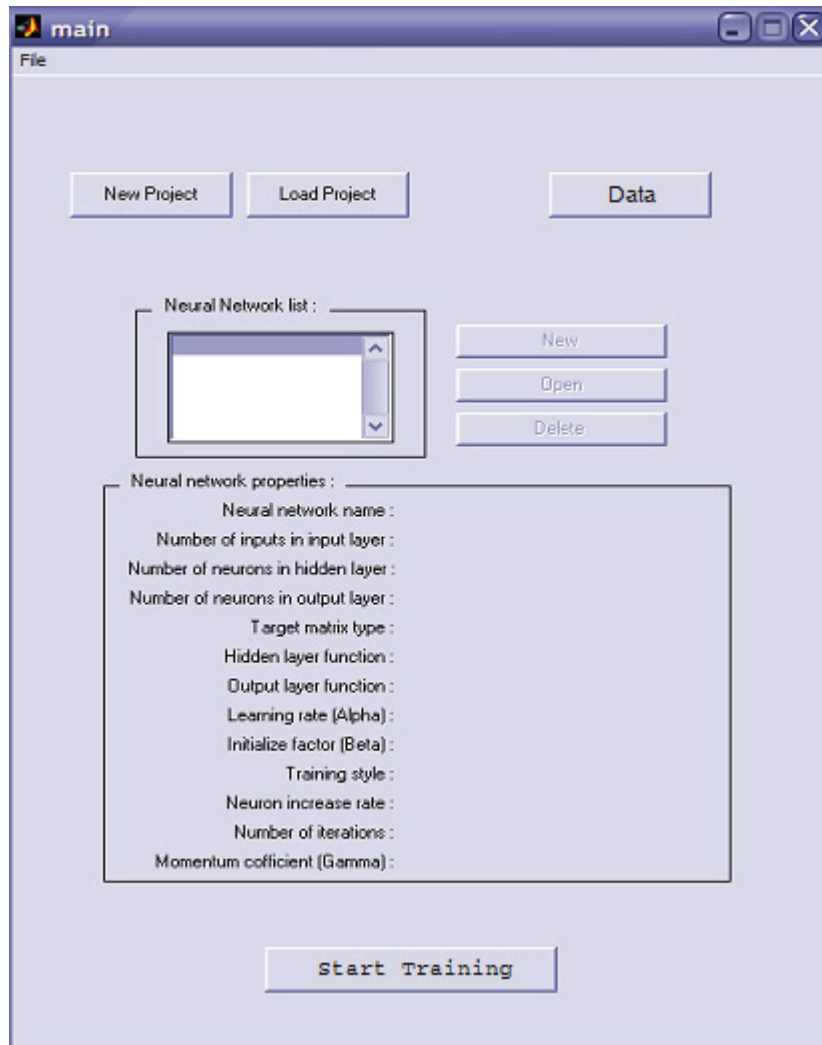 main
File
New Project
Load Project
Data
Neural Network list :
New
Open
Delete
Neural network properties :
Neural network name :
Number of inputs in input layer :
Number of neurons in hidden layer :
Number of neurons in output layer :
Target matrix type :
Hidden layer function :
Output layer function :
Learning rate (Alpha) :
Initialize factor (Beta) :
Training style :
Neuron increase rate :
Number of iterations :
Momentum cofficient (Gamma) :
Start Training